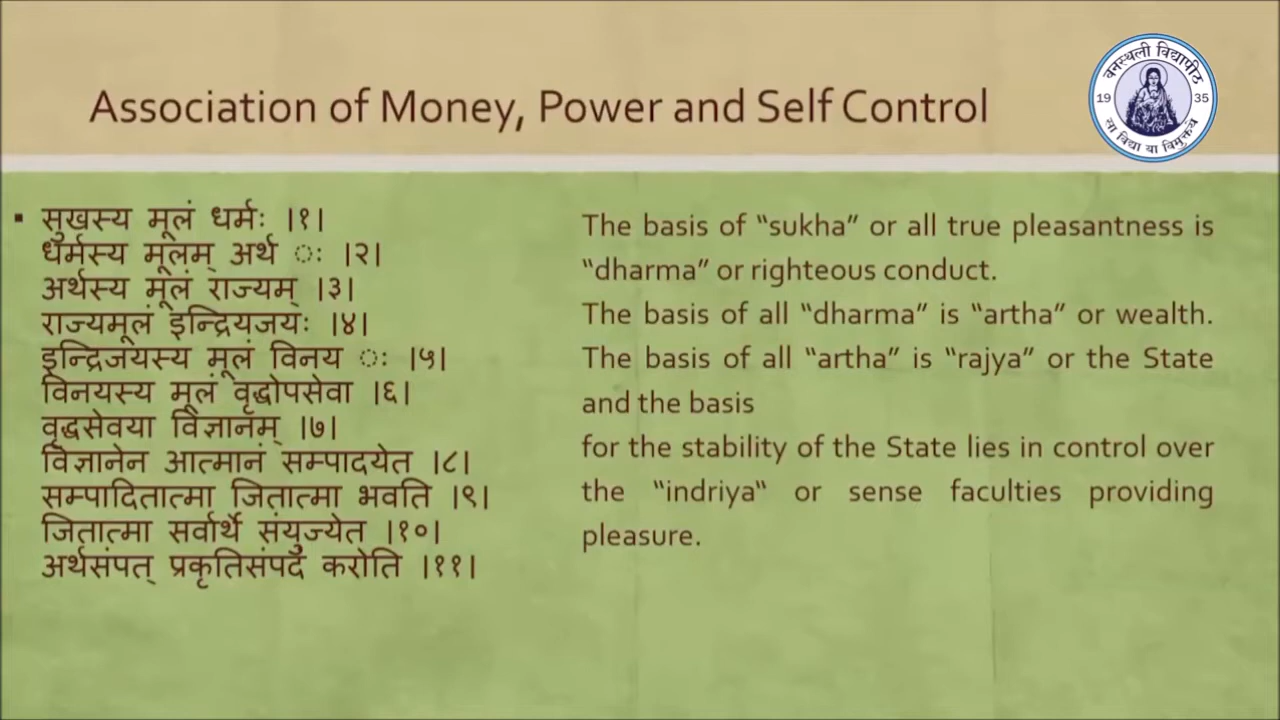 Association of Money, Power and Self Control
वनस्थली विद्यापीठ
19 35
सा विद्या या विमुक्तये
▪ सुखस्य मूलं धर्मः ।१।
धर्मस्य मूलम् अर्थ ः ।२।
अर्थस्य मूलं राज्यम् ।३।
राज्यमूलं इन्द्रियजयः ।४।
इन्द्रिजयस्य मूलं विनय ः ।५।
विनयस्य मूलं वृद्धोपसेवा ।६।
वृद्धसेवया विज्ञानम् ।७।
विज्ञानेन आत्मानं सम्पादयेत ।८।
सम्पादितात्मा जितात्मा भवति ।९।
जितात्मा सर्वार्थै संयुज्येत ।१०।
अर्थसंपत् प्रकृतिसंपदं करोति ।११।
The basis of “sukha” or all true pleasantness is
“dharma” or righteous conduct.
The basis of all “dharma” is “artha” or wealth.
The basis of all “artha” is “rajya” or the State
and the basis
for the stability of the State lies in control over
the “indriya“ or sense faculties providing
pleasure.